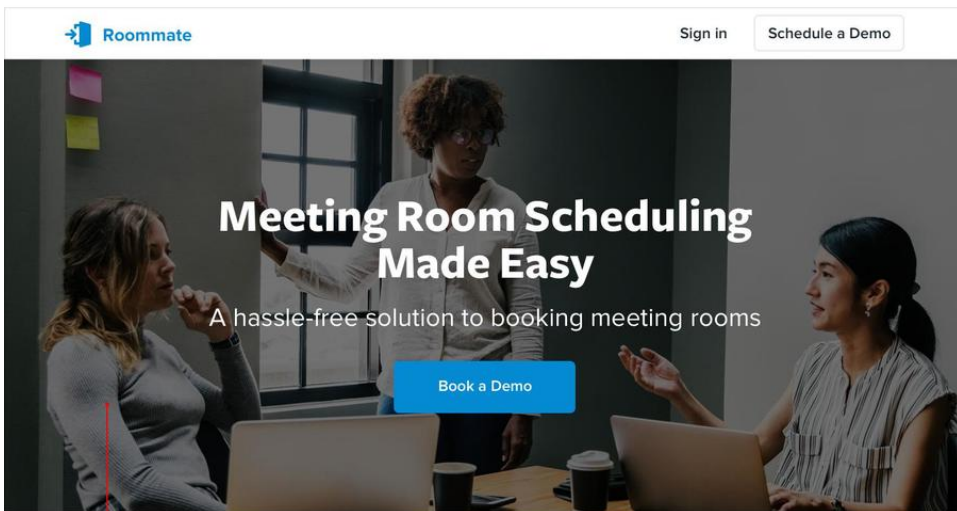 Roommate
Sign in
Schedule a Demo
Meeting Room Scheduling
Made Easy
A hassle-free solution to booking meeting rooms
Book a Demo